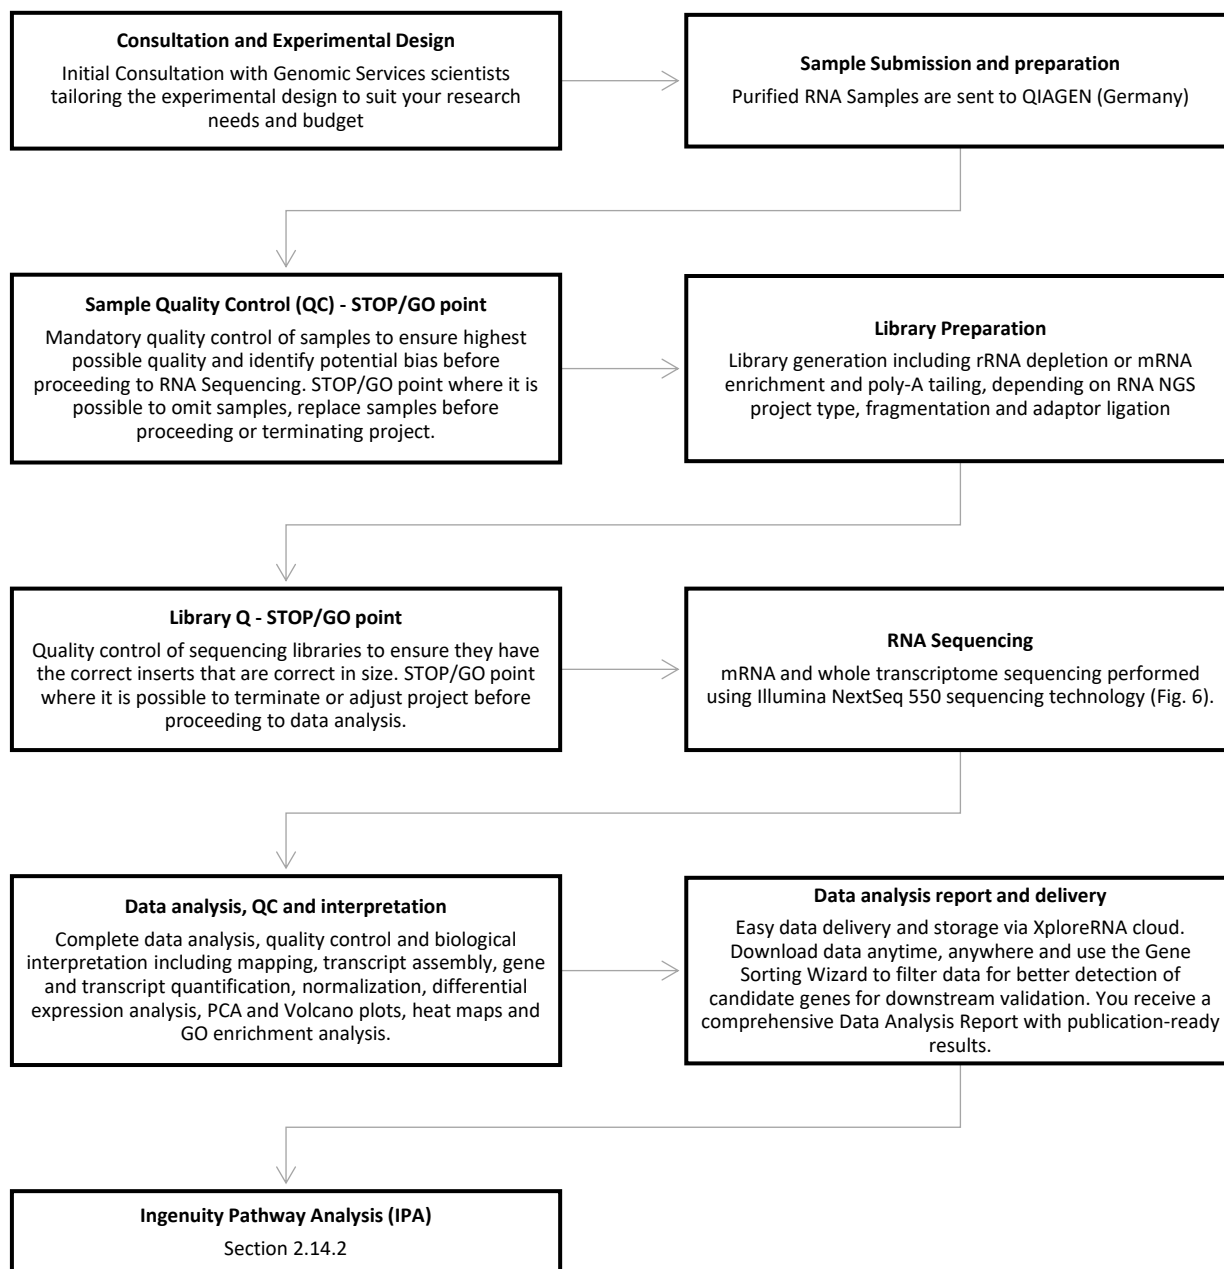 Consultation and Experimental Design
Initial Consultation with Genomic Services scientists
tailoring the experimental design to suit your research
needs and budget
Sample Submission and preparation
Purified RNA Samples are sent to QIAGEN (Germany)
Sample Quality Control (QC) - STOP/GO point
Mandatory quality control of samples to ensure highest
possible quality and identify potential bias before
proceeding to RNA Sequencing. STOP/GO point where it is
possible to omit samples, replace samples before
proceeding or terminating project.
Library Preparation
Library generation including rRNA depletion or mRNA
enrichment and poly-A tailing, depending on RNA NGS
project type, fragmentation and adaptor ligation
Library Q - STOP/GO point
Quality control of sequencing libraries to ensure they have
the correct inserts that are correct in size. STOP/GO point
where it is possible to terminate or adjust project before
proceeding to data analysis.
RNA Sequencing
mRNA and whole transcriptome sequencing performed
using Illumina NextSeq 550 sequencing technology (Fig. 6).
Data analysis, QC and interpretation
Complete data analysis, quality control and biological
interpretation including mapping, transcript assembly, gene
and transcript quantification, normalization, differential
expression analysis, PCA and Volcano plots, heat maps and
GO enrichment analysis.
Data analysis report and delivery
Easy data delivery and storage via XploreRNA cloud.
Download data anytime, anywhere and use the Gene
Sorting Wizard to filter data for better detection of
candidate genes for downstream validation. You receive a
comprehensive Data Analysis Report with publication-ready
results.
Ingenuity Pathway Analysis (IPA)
Section 2.14.2